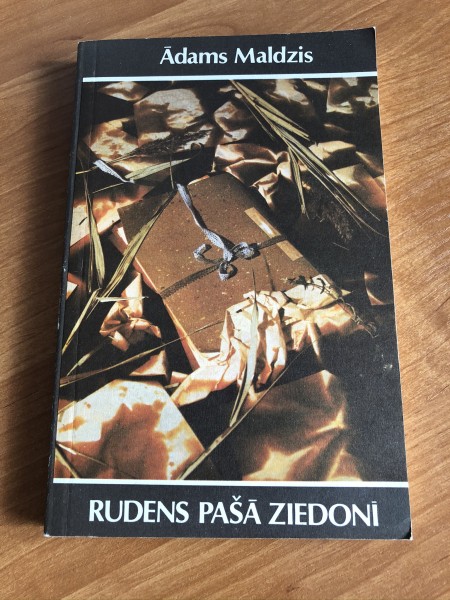 Ādams Maldzis
RUDENS PAŠĀ ZIEDONĪ